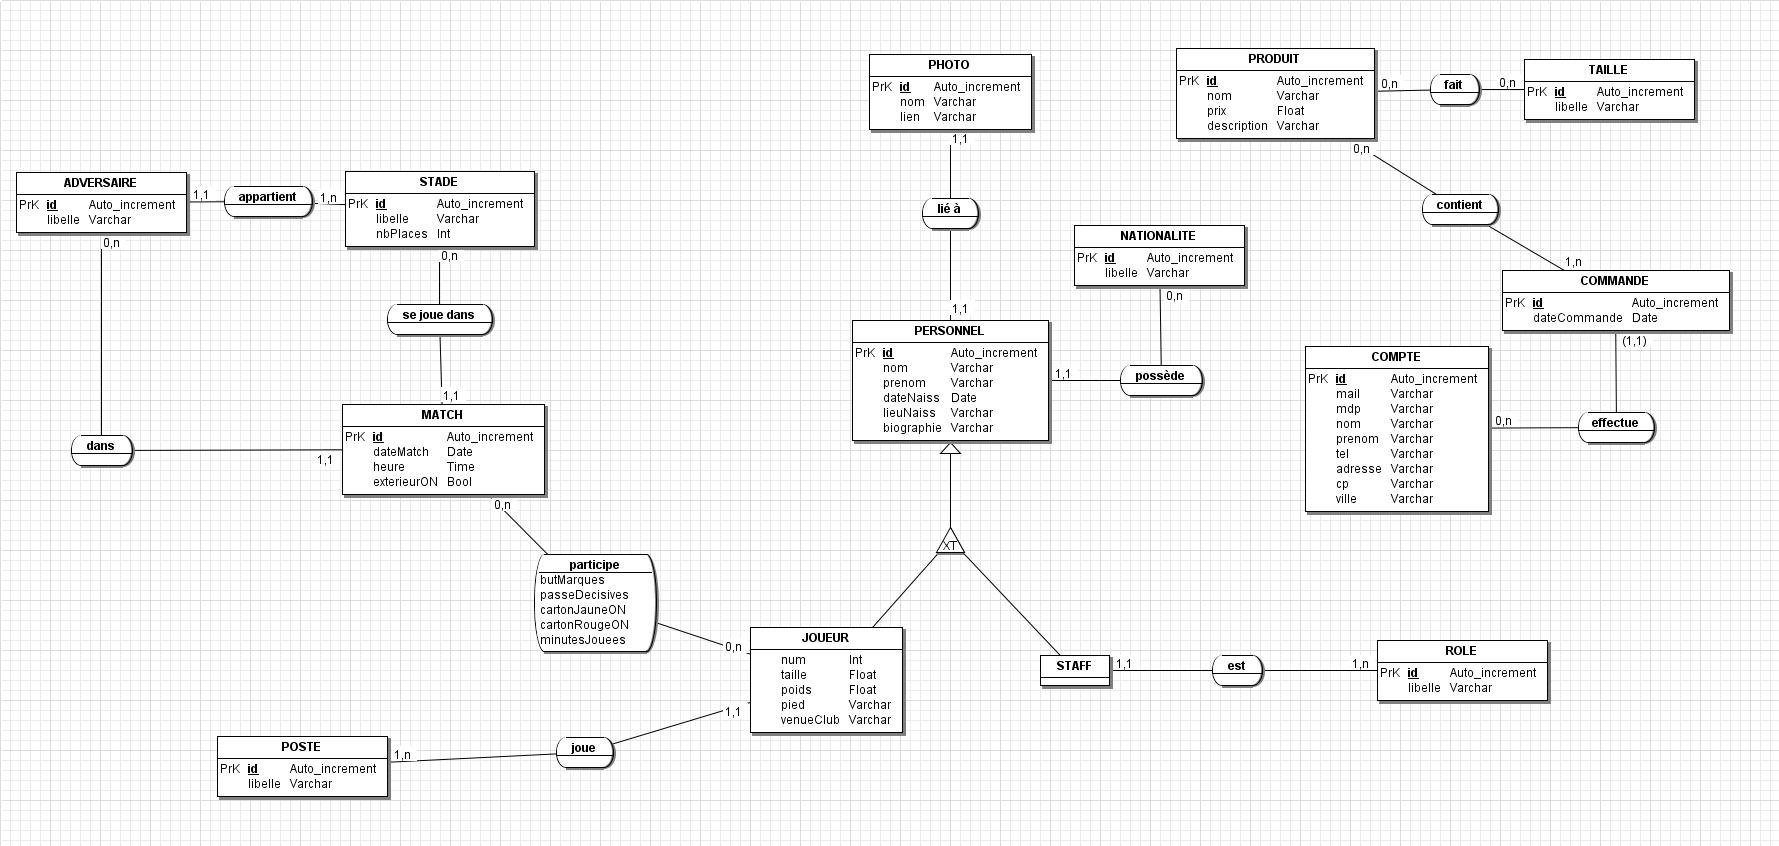 PHOTO
PrK id Auto_increment
nom Varchar
lien Varchar
1,1
lié à
1,1
PRODUIT
PrK id Auto_increment
nom Varchar
prix Float
description Varchar
0,n
fait
0,n
TAILLE
PrK id Auto_increment
libelle Varchar
0,n
contient
1,n
COMMANDE
PrK id Auto_increment
dateCommande Date
(1,1)
effectue
0,n
COMPTE
PrK id Auto_increment
mail Varchar
mdp Varchar
nom Varchar
prenom Varchar
tel Varchar
adresse Varchar
cp Varchar
ville Varchar
ADVERSAIRE
PrK id Auto_increment
libelle Varchar
1,1
appartient
1,n
STADE
PrK id Auto_increment
libelle Varchar
nbPlaces Int
0,n
0,n
se joue dans
1,1
dans
1,1
MATCH
PrK id Auto_increment
dateMatch Date
heure Time
exterieurON Bool
0,n
NATIONALITE
PrK id Auto_increment
libelle Varchar
0,n
possède
1,1
PERSONNEL
PrK id Auto_increment
nom Varchar
prenom Varchar
dateNaiss Date
lieuNaiss Varchar
biographie Varchar
XT
participe
butMarques
passeDecisives
cartonJauneON
cartonRougeON
minutesJouees
0,n
JOUEUR
num Int
taille Float
poids Float
pied Varchar
venueClub Varchar
1,1
joue
1,n
POSTE
PrK id Auto_increment
libelle Varchar
STAFF
1,1
est
1,n
ROLE
PrK id Auto_increment
libelle Varchar